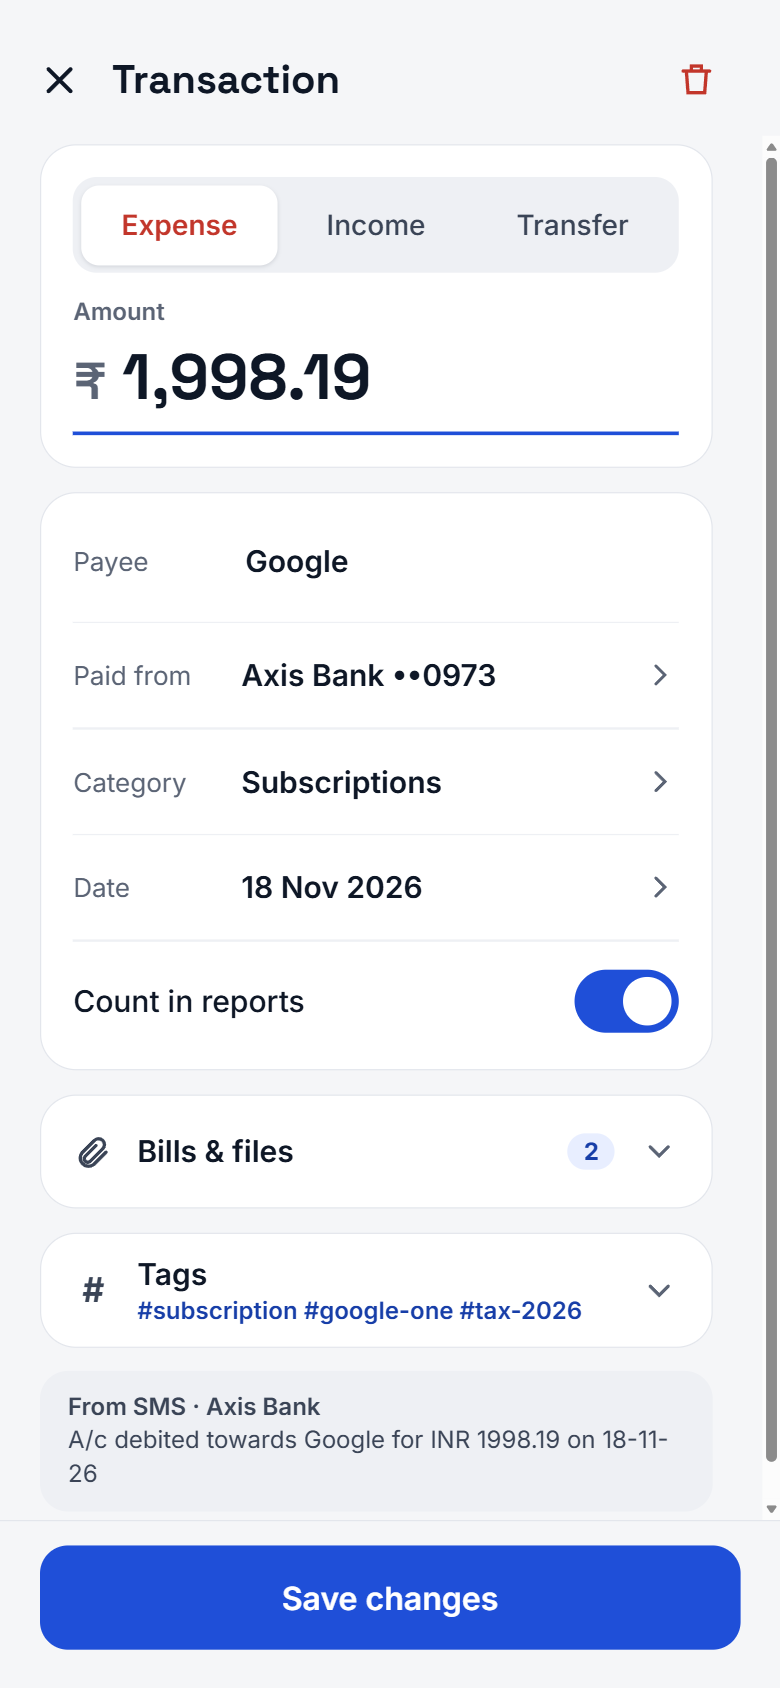 Transaction
Expense Income Transfer
Amount
₹ 1,998.19
Payee Google
Paid from Axis Bank ••0973
Category Subscriptions
Date 18 Nov 2026
Count in reports
Bills & files 2
# Tags
#subscription #google-one #tax-2026
From SMS · Axis Bank
A/c debited towards Google for INR 1998.19 on 18-11-
26
Save changes